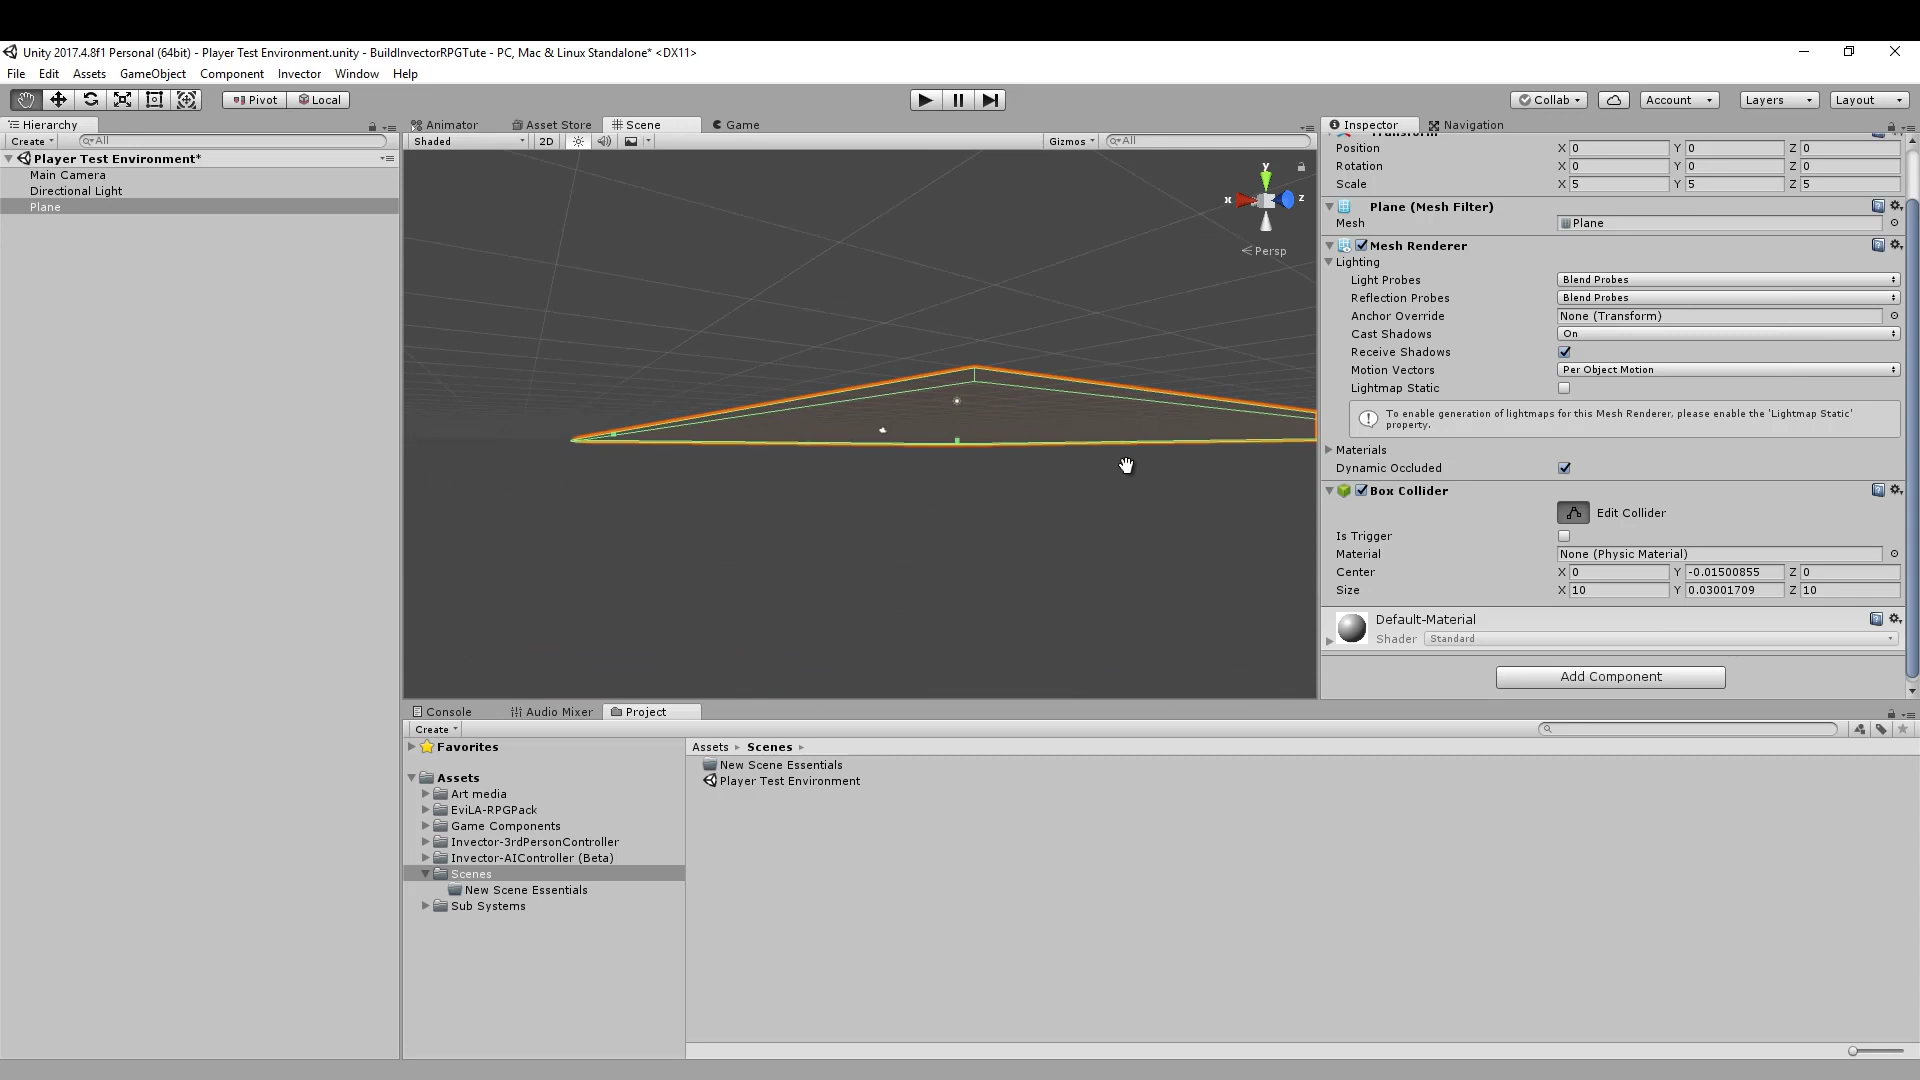 Unity 2017.4.8f1 Personal (64bit) - Player Test Environment.unity - BuildInvectorRPGTute - PC, Mac & Linux Standalone* <DX11>
File Edit Assets GameObject Component Invector Window Help
Pivot Local Collab Account Layers Layout
Hierarchy
Create All
Player Test Environment*
Main Camera
Directional Light
Plane
Animator Asset Store Scene Game
Shaded 2D Gizmos All
y
x z
Persp
Inspector Navigation
Position X 0 Y 0 Z 0
Rotation X 0 Y 0 Z 0
Scale X 5 Y 5 Z 5
Plane (Mesh Filter)
Mesh Plane
Mesh Renderer
Lighting
Light Probes Blend Probes
Reflection Probes Blend Probes
Anchor Override None (Transform)
Cast Shadows On
Receive Shadows
Motion Vectors Per Object Motion
Lightmap Static
To enable generation of lightmaps for this Mesh Renderer, please enable the 'Lightmap Static'
property.
Materials
Dynamic Occluded
Box Collider
Edit Collider
Is Trigger
Material None (Physic Material)
Center X 0 Y -0.01500855 Z 0
Size X 10 Y 0.03001709 Z 10
Default-Material
Shader Standard
Add Component
Console Audio Mixer Project
Create
Favorites
Assets
Art media
EviLA-RPGPack
Game Components
Invector-3rdPersonController
Invector-AIController (Beta)
Scenes
New Scene Essentials
Sub Systems
Assets Scenes
New Scene Essentials
Player Test Environment